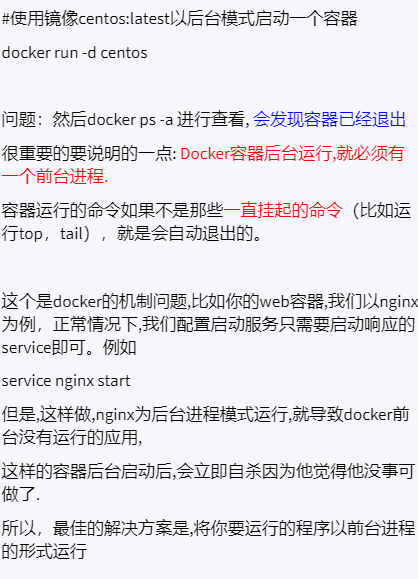 #使用镜像centos:latest以后台模式启动一个容器
docker run -d centos
问题：然后docker ps -a 进行查看, 会发现容器已经退出
很重要的要说明的一点: Docker容器后台运行,就必须有
一个前台进程.
容器运行的命令如果不是那些一直挂起的命令（比如运
行top，tail），就是会自动退出的。
这个是docker的机制问题,比如你的web容器,我们以nginx
为例，正常情况下,我们配置启动服务只需要启动响应的
service即可。例如
service nginx start
但是,这样做,nginx为后台进程模式运行,就导致docker前
台没有运行的应用,
这样的容器后台启动后,会立即自杀因为他觉得他没事可
做了.
所以，最佳的解决方案是,将你要运行的程序以前台进程
的形式运行